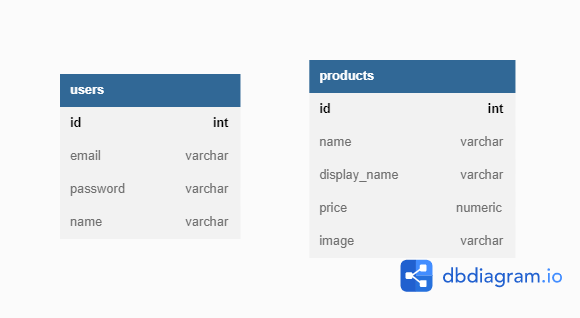 users
id int
email varchar
password varchar
name varchar
products
id int
name varchar
display_name varchar
price numeric
image varchar
dbdiagram.io